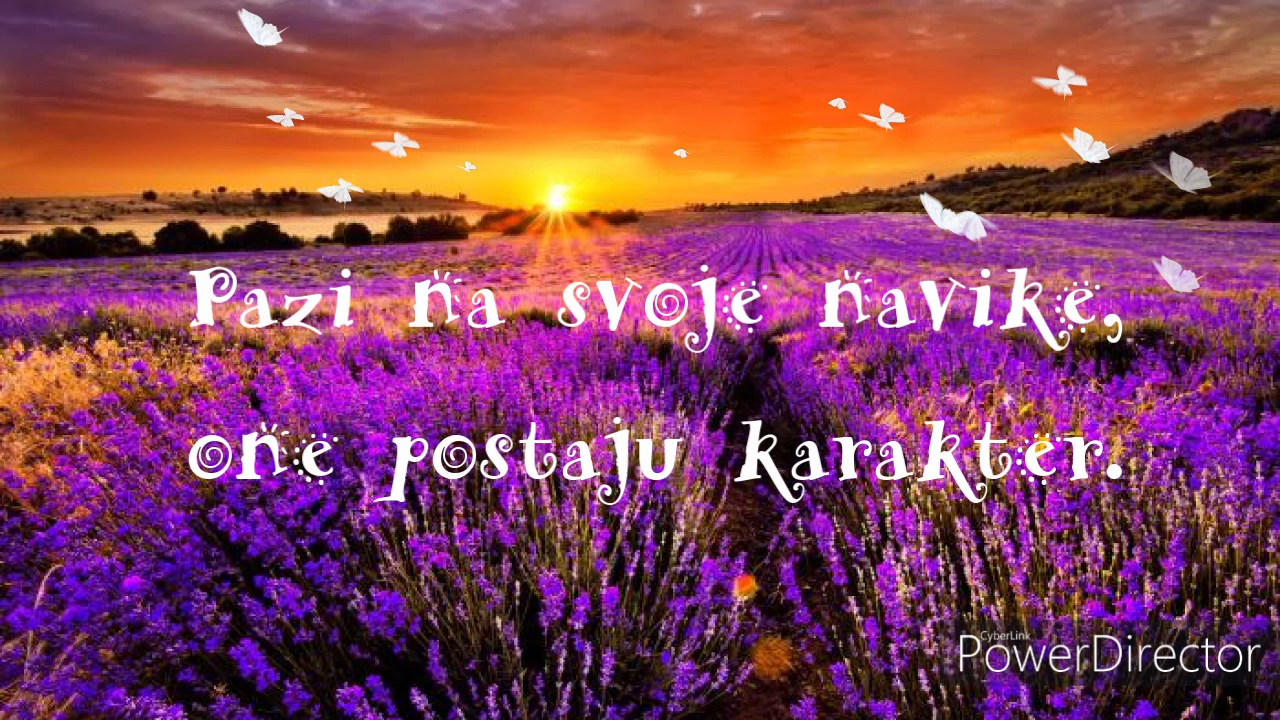 Pazi na svoje navike,
one postaju karakter.
CyberLink
PowerDirector